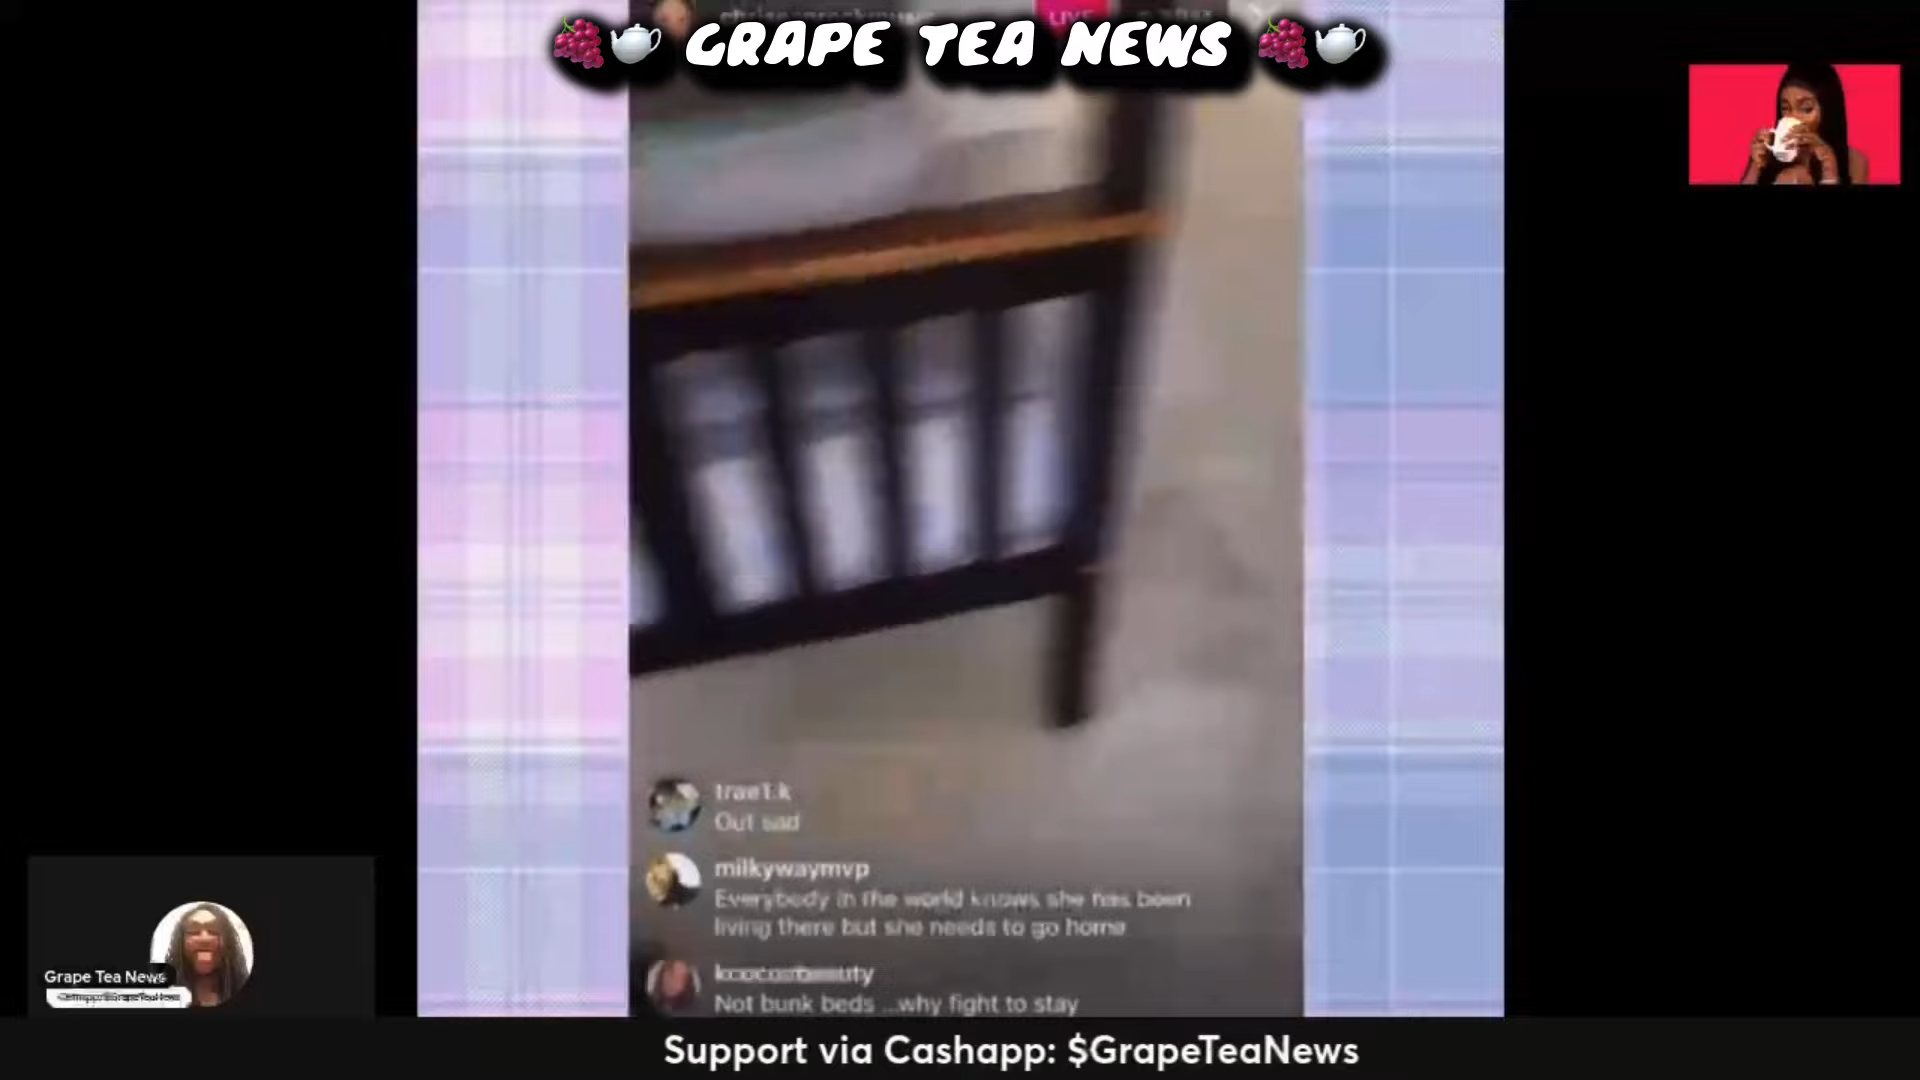 GRAPE TEA NEWS
LIVE
trae1.k
Out sad
milkywaymvp
Everybody in the world knows she has been
living there but she needs to go home
Not bunk beds ...why fight to stay
Grape Tea News
Support via Cashapp: $GrapeTeaNews